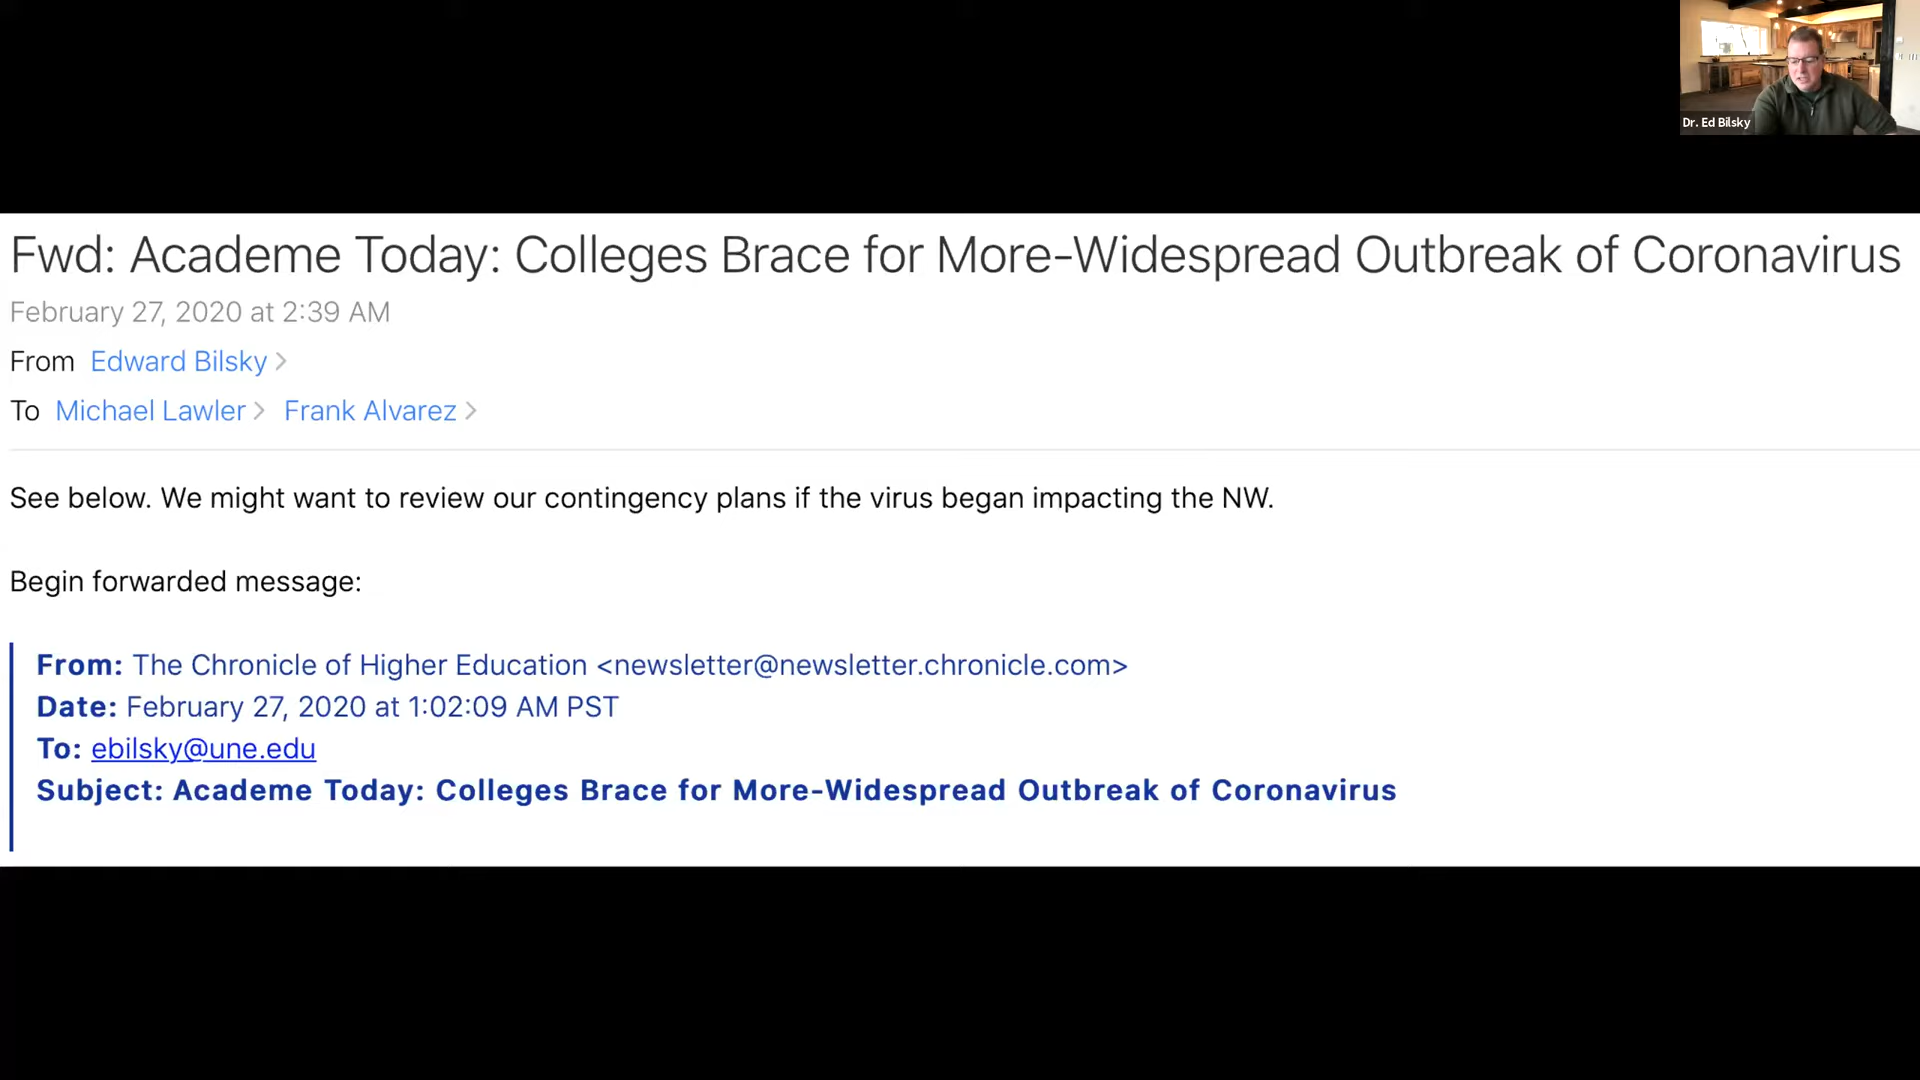 Dr. Ed Bilsky
Fwd: Academe Today: Colleges Brace for More-Widespread Outbreak of Coronavirus
February 27, 2020 at 2:39 AM
From Edward Bilsky >
To Michael Lawler > Frank Alvarez >
See below. We might want to review our contingency plans if the virus began impacting the NW.
Begin forwarded message:
From: The Chronicle of Higher Education <newsletter@newsletter.chronicle.com>
Date: February 27, 2020 at 1:02:09 AM PST
To: ebilsky@une.edu
Subject: Academe Today: Colleges Brace for More-Widespread Outbreak of Coronavirus